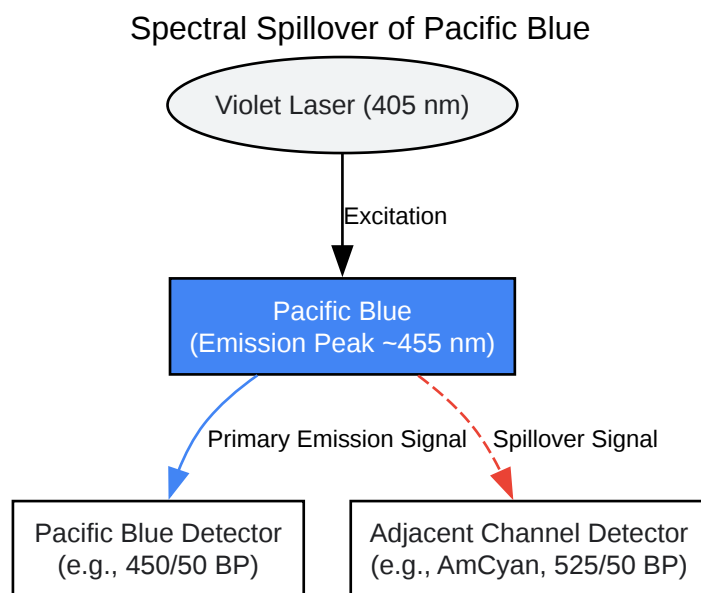 Spectral Spillover of Pacific Blue
Violet Laser (405 nm)
Excitation
Pacific Blue
(Emission Peak ~455 nm)
Primary Emission Signal
Spillover Signal
Pacific Blue Detector
(e.g., 450/50 BP)
Adjacent Channel Detector
(e.g., AmCyan, 525/50 BP)